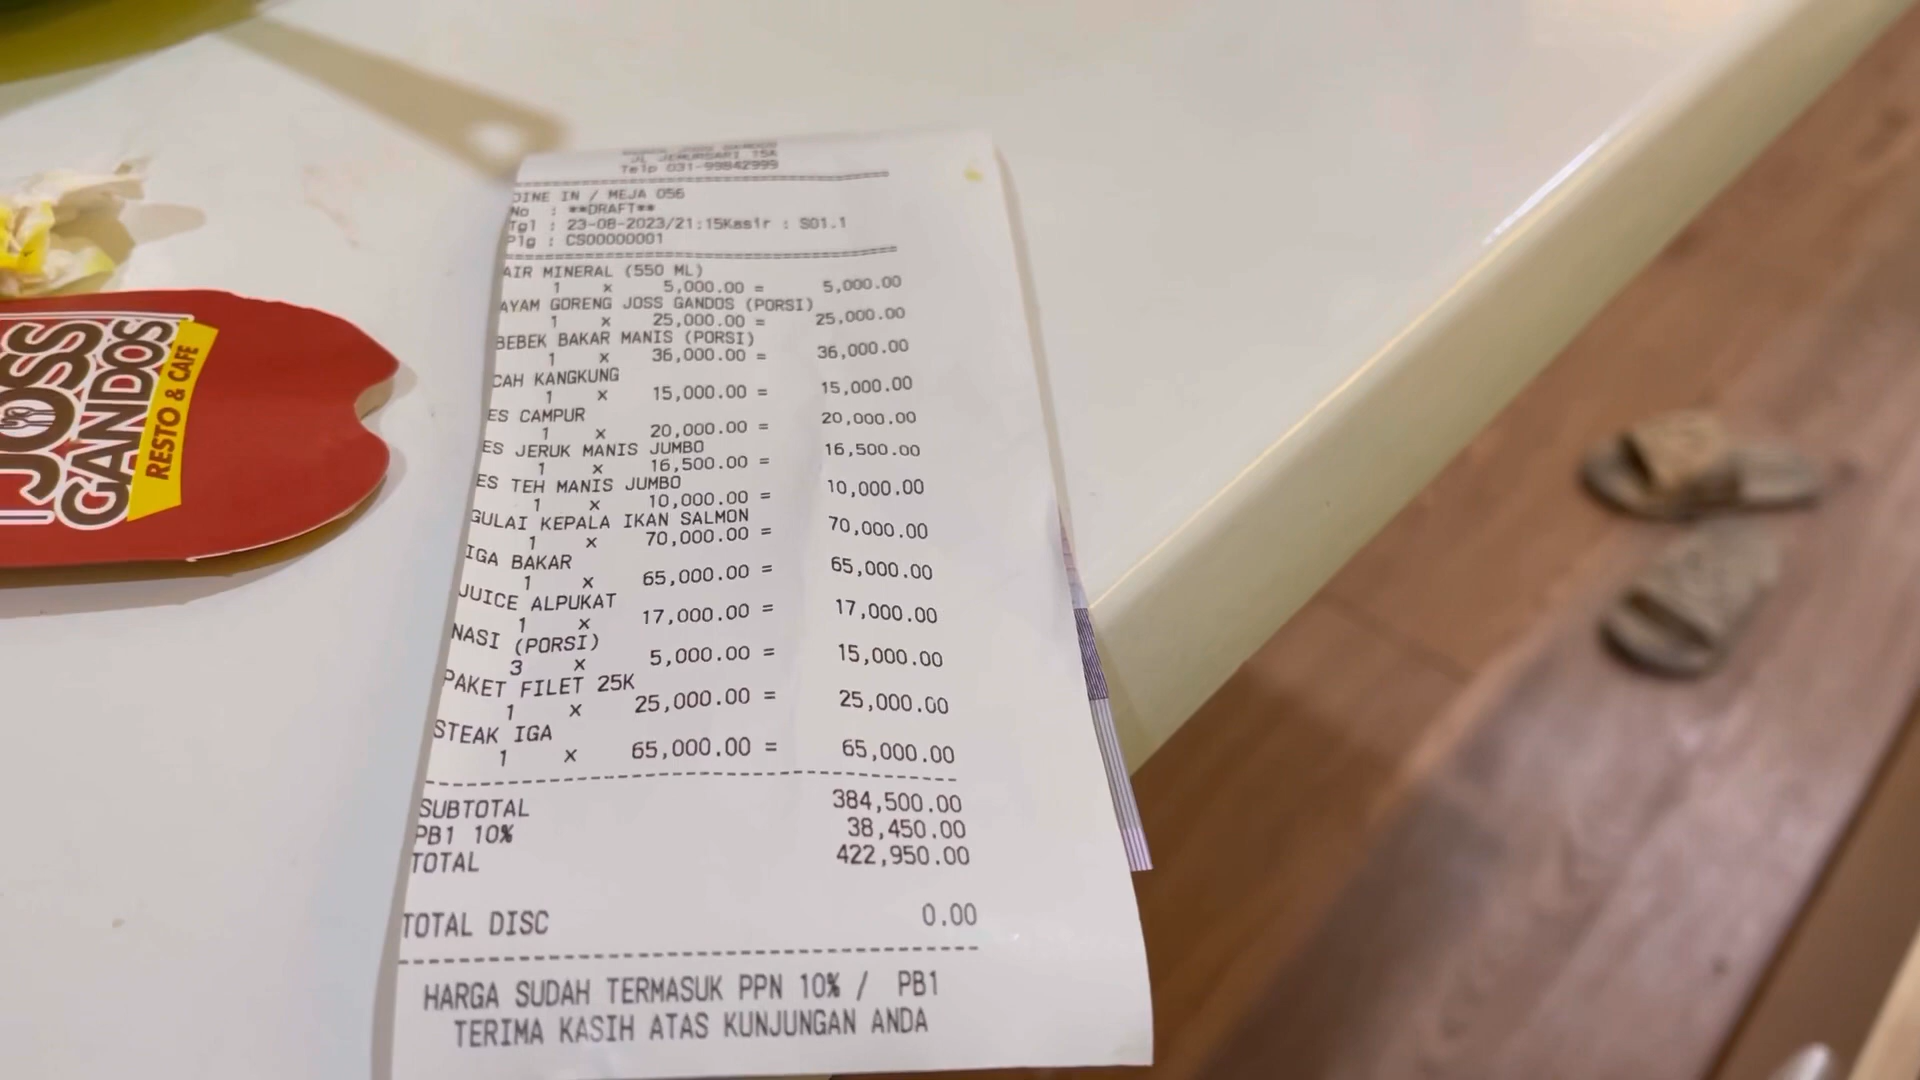 JOSS
GANDOS
RESTO & CAFE
JL JEMURSARI 15A
Telp 031-99842999
DINE IN / MEJA 056
No : **DRAFT**
Tgl : 23-08-2023/21:15Kasir : S01.1
Plg : CS00000001
AIR MINERAL (550 ML)
1 x 5,000.00 = 5,000.00
AYAM GORENG JOSS GANDOS (PORSI)
1 x 25,000.00 = 25,000.00
BEBEK BAKAR MANIS (PORSI)
1 x 36,000.00 = 36,000.00
CAH KANGKUNG
1 x 15,000.00 = 15,000.00
ES CAMPUR
1 x 20,000.00 = 20,000.00
ES JERUK MANIS JUMBO
1 x 16,500.00 = 16,500.00
ES TEH MANIS JUMBO
1 x 10,000.00 = 10,000.00
GULAI KEPALA IKAN SALMON
1 x 70,000.00 = 70,000.00
IGA BAKAR
1 x 65,000.00 = 65,000.00
JUICE ALPUKAT
1 x 17,000.00 = 17,000.00
NASI (PORSI)
3 x 5,000.00 = 15,000.00
PAKET FILET 25K
1 x 25,000.00 = 25,000.00
STEAK IGA
1 x 65,000.00 = 65,000.00
SUBTOTAL 384,500.00
PB1 10% 38,450.00
TOTAL 422,950.00
TOTAL DISC 0.00
HARGA SUDAH TERMASUK PPN 10% / PB1
TERIMA KASIH ATAS KUNJUNGAN ANDA